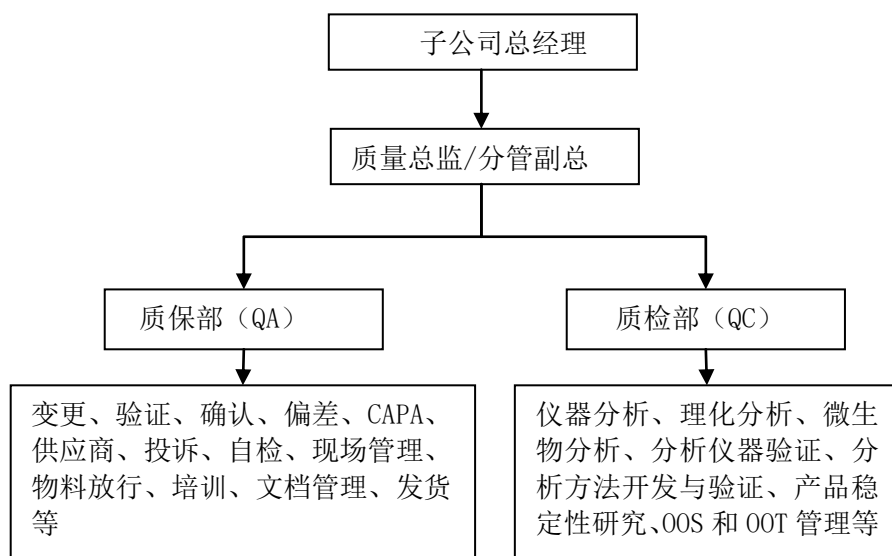 子公司总经理
质量总监/分管副总
质保部（QA）
质检部（QC）
变更、验证、确认、偏差、CAPA、
供应商、投诉、自检、现场管理、
物料放行、培训、文档管理、发货
等
仪器分析、理化分析、微生
物分析、分析仪器验证、分
析方法开发与验证、产品稳
定性研究、OOS 和 OOT 管理等